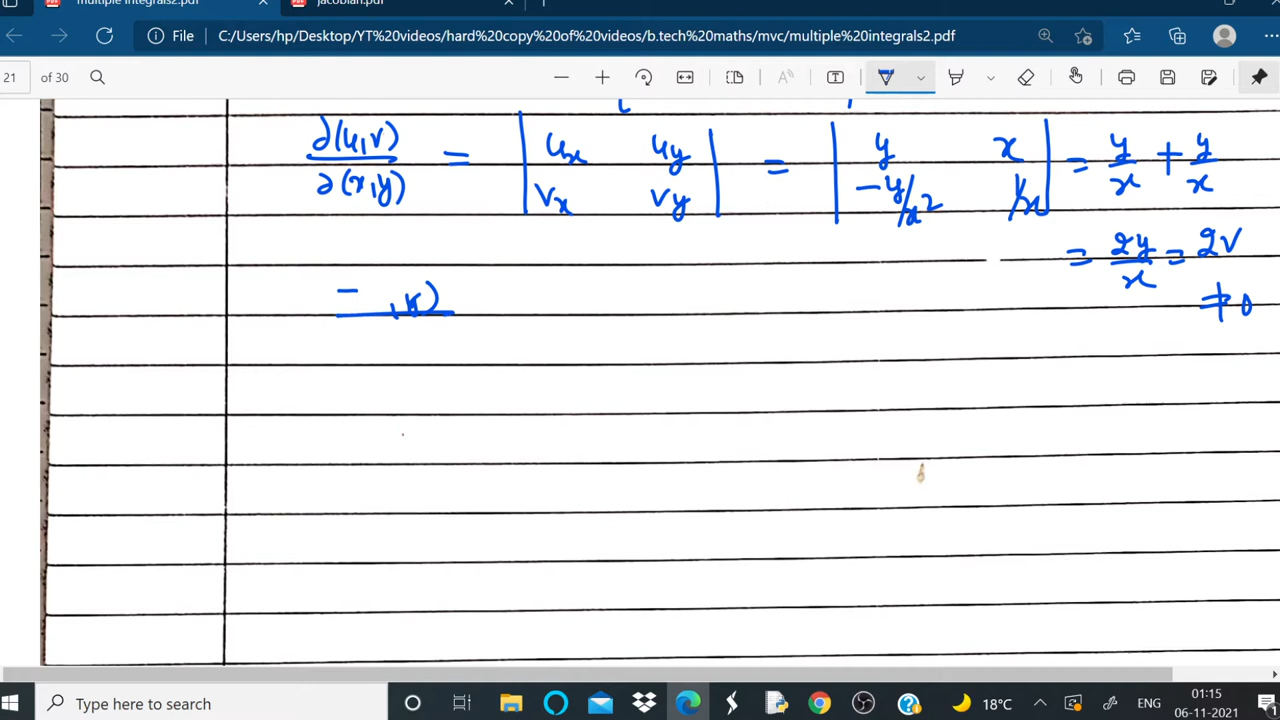 multiple integrals2.pdf
jacobian.pdf
File C:/Users/hp/Desktop/YT%20videos/hard%20copy%20of%20videos/b.tech%20maths/mvc/multiple%20integrals2.pdf
21 of 30
∂(u,v)/∂(x,y) = | ux uy | = | y x | = y/x + y/x
| vx vy | | -y/x2 1/x |
= 2y/x = 2v
≠ 0
Type here to search
18°C
ENG
01:15
06-11-2021